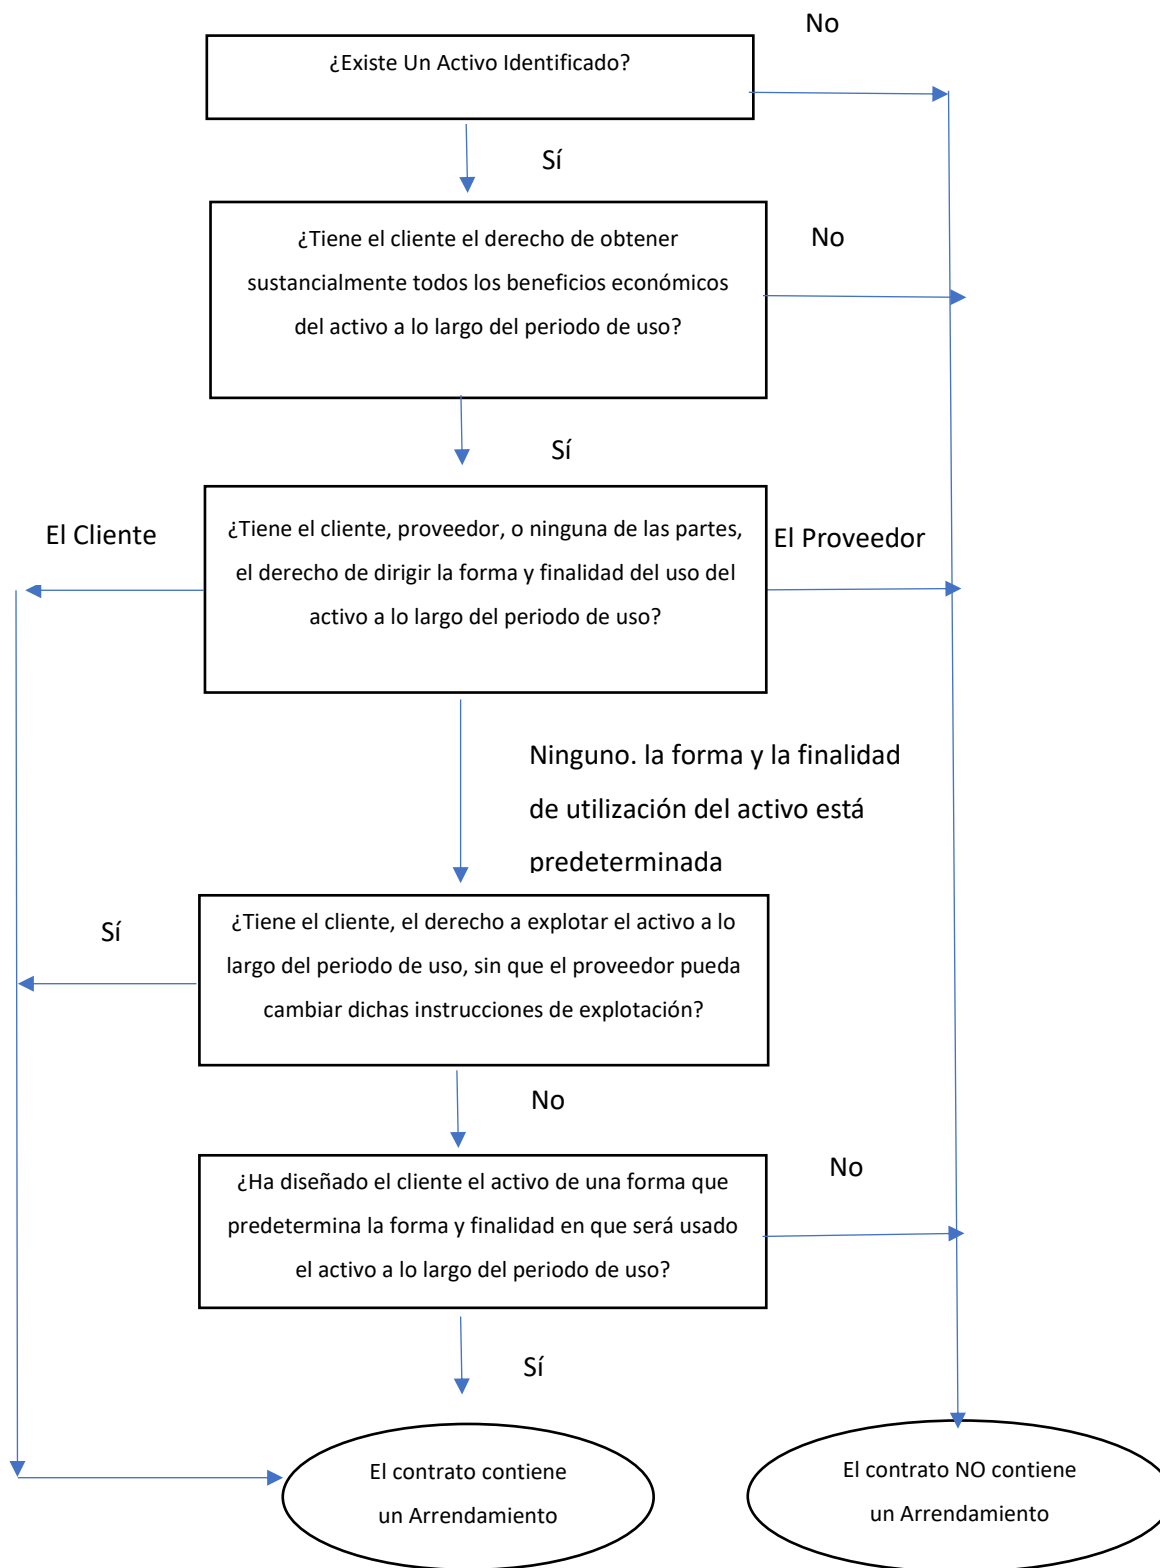 No
¿Existe Un Activo Identificado?
Sí
¿Tiene el cliente el derecho de obtener
sustancialmente todos los beneficios económicos
del activo a lo largo del periodo de uso?
No
Sí
El Cliente
¿Tiene el cliente, proveedor, o ninguna de las partes,
el derecho de dirigir la forma y finalidad del uso del
activo a lo largo del periodo de uso?
El Proveedor
Ninguno. la forma y la finalidad
de utilización del activo está
predeterminada
Sí
¿Tiene el cliente, el derecho a explotar el activo a lo
largo del periodo de uso, sin que el proveedor pueda
cambiar dichas instrucciones de explotación?
No
¿Ha diseñado el cliente el activo de una forma que
predetermina la forma y finalidad en que será usado
el activo a lo largo del periodo de uso?
No
Sí
El contrato contiene
un Arrendamiento
El contrato NO contiene
un Arrendamiento